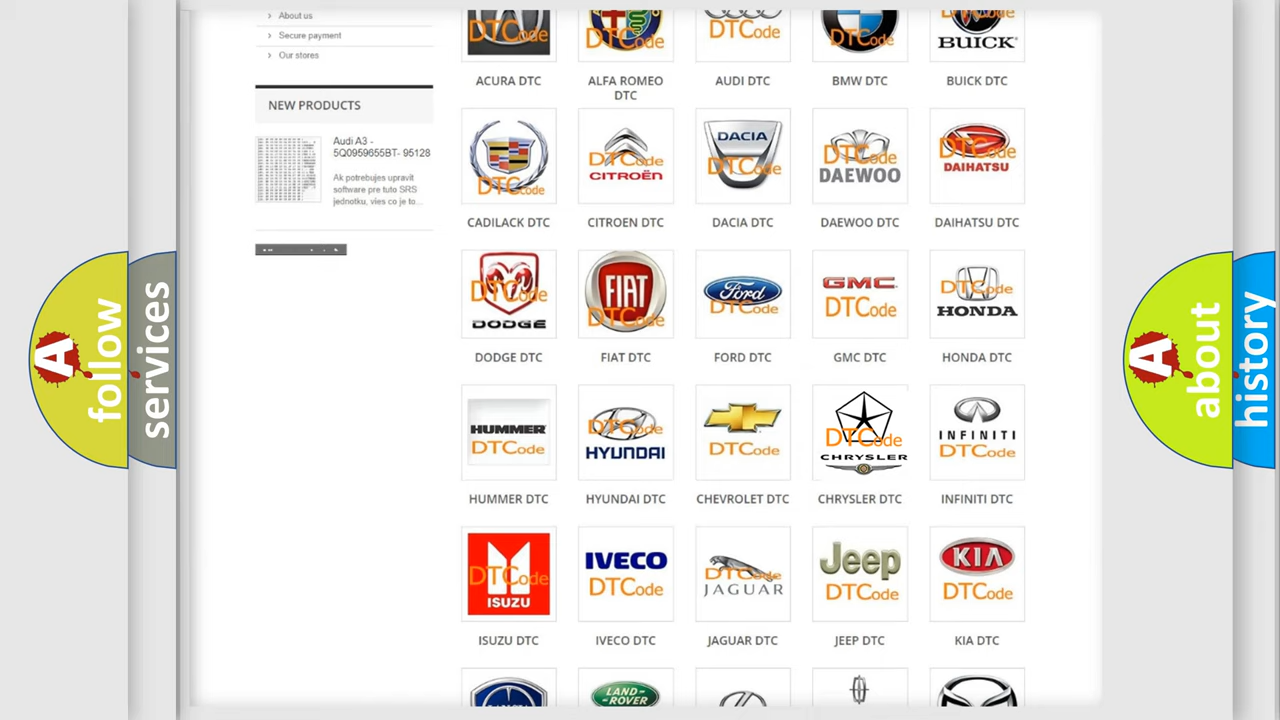 About us
Secure payment
Our stores
NEW PRODUCTS
Audi A3 -
5Q0959655BT- 95128
Ak potrebujes upravit
software pre tuto SRS
jednotku, vies co je to...
follow
services
DTCode
DTCode
DTCode
DTCode
BUICK
ACURA DTC
ALFA ROMEO
DTC
AUDI DTC
BMW DTC
BUICK DTC
DTCode
DTCode
CITROËN
DACIA
DTCode
DTCode
DAEWOO
DTCode
DAIHATSU
CADILACK DTC
CITROEN DTC
DACIA DTC
DAEWOO DTC
DAIHATSU DTC
DTCode
DODGE
FIAT
DTCode
Ford
DTCode
GMC
DTCode
DTCode
HONDA
DODGE DTC
FIAT DTC
FORD DTC
GMC DTC
HONDA DTC
HUMMER
DTCode
DTCode
HYUNDAI
DTCode
DTCode
CHRYSLER
INFINITI
DTCode
HUMMER DTC
HYUNDAI DTC
CHEVROLET DTC
CHRYSLER DTC
INFINITI DTC
DTCode
ISUZU
IVECO
DTCode
DTCode
JAGUAR
Jeep
DTCode
KIA
DTCode
ISUZU DTC
IVECO DTC
JAGUAR DTC
JEEP DTC
KIA DTC
LAND-
ROVER
about
history